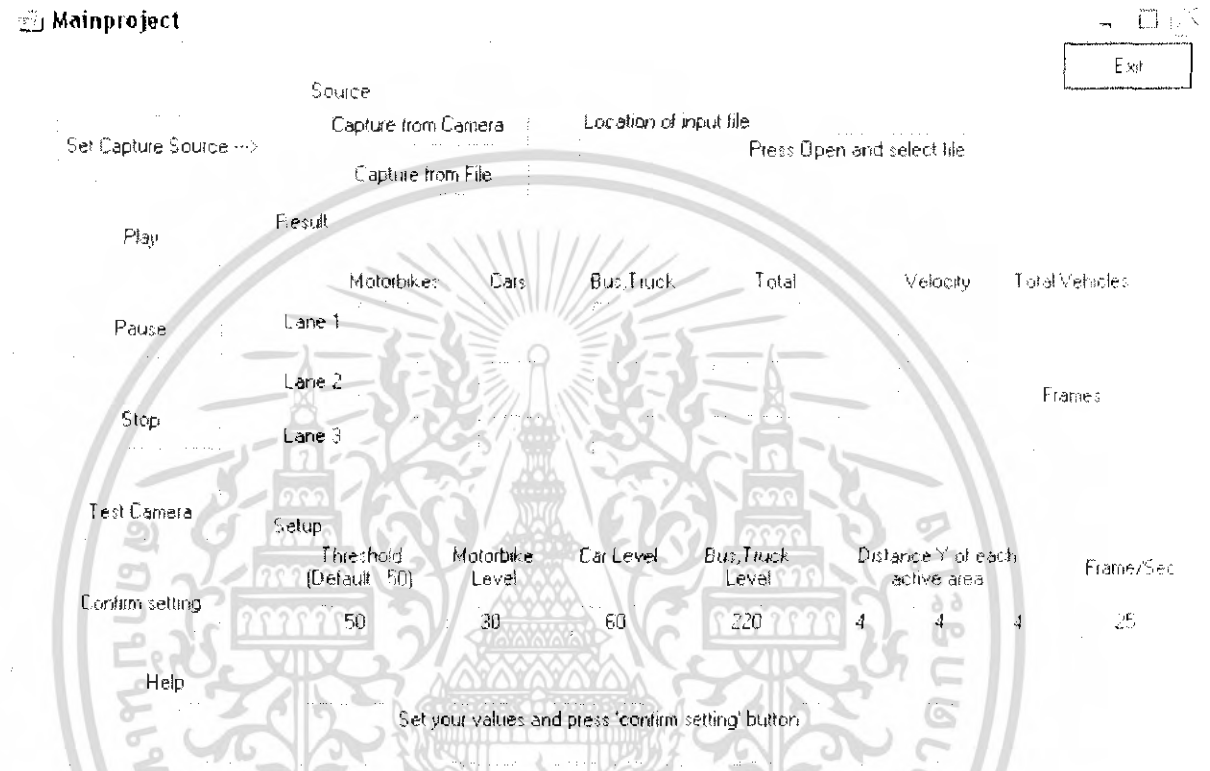 Mainproject
Exit
Source
Capture from Camera
Location of input file
Set Capture Source --->
Press Open and select file
Capture from File
Play
Result
Motorbikes Cars Bus,Truck Total Velocity Total Vehicles
Pause
Lane 1
Lane 2
Frames
Stop
Lane 3
Test Camera
Setup
Threshold (Default 50)
Motorbike Level
Car Level
Bus,Truck Level
Distance Y of each active area
Frame/Sec
Confirm setting
50 30 60 220 4 4 4 25
Help
Set your values and press 'confirm setting' button